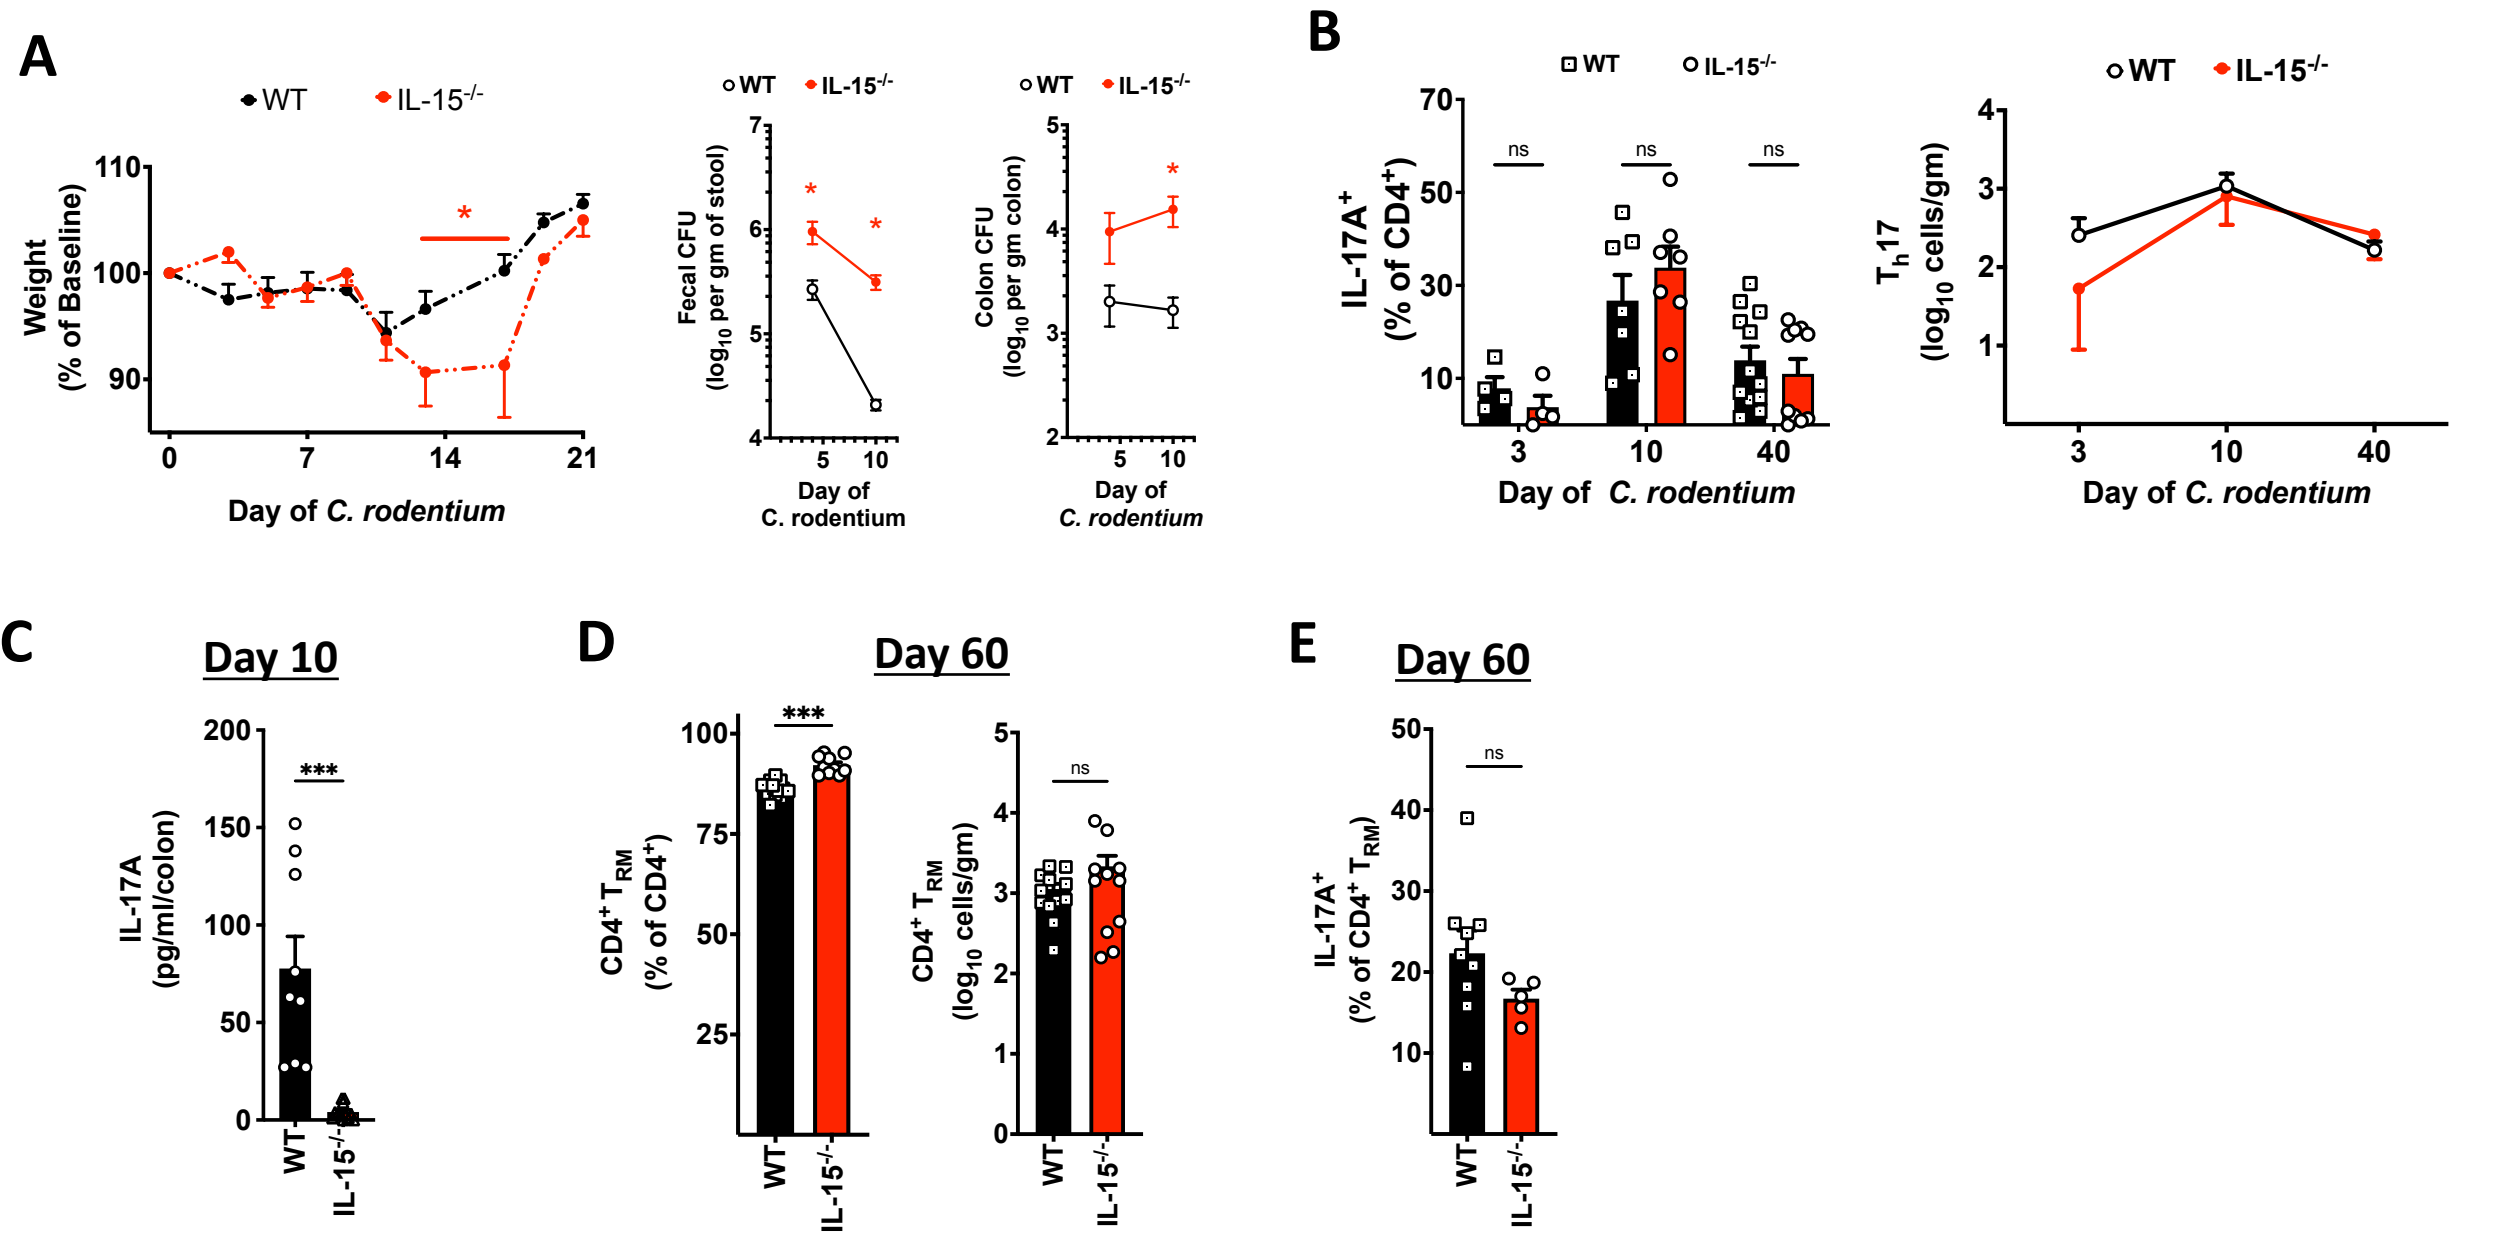 A
WT
IL-15-/-
110
100
90
Weight
(% of Baseline)
*
0
7
14
21
Day of C. rodentium
WT
IL-15-/-
7
6
5
4
Fecal CFU
(log10 per gm of stool)
*
*
5
10
Day of
C. rodentium
WT
IL-15-/-
5
4
3
2
Colon CFU
(log10 per gm colon)
*
5
10
Day of
C. rodentium
B
WT
IL-15-/-
70
50
30
10
IL-17A+
(% of CD4+)
ns
ns
ns
3
10
40
Day of C. rodentium
WT
IL-15-/-
4
3
2
1
Th17
(log10 cells/gm)
3
10
40
Day of C. rodentium
C
Day 10
200
150
100
50
0
IL-17A
(pg/ml/colon)
***
WT
IL-15-/-
D
Day 60
100
75
50
25
CD4+ TRM
(% of CD4+)
***
WT
IL-15-/-
5
4
3
2
1
0
CD4+ TRM
(log10 cells/gm)
ns
WT
IL-15-/-
E
Day 60
50
40
30
20
10
IL-17A+
(% of CD4+ TRM)
ns
WT
IL-15-/-